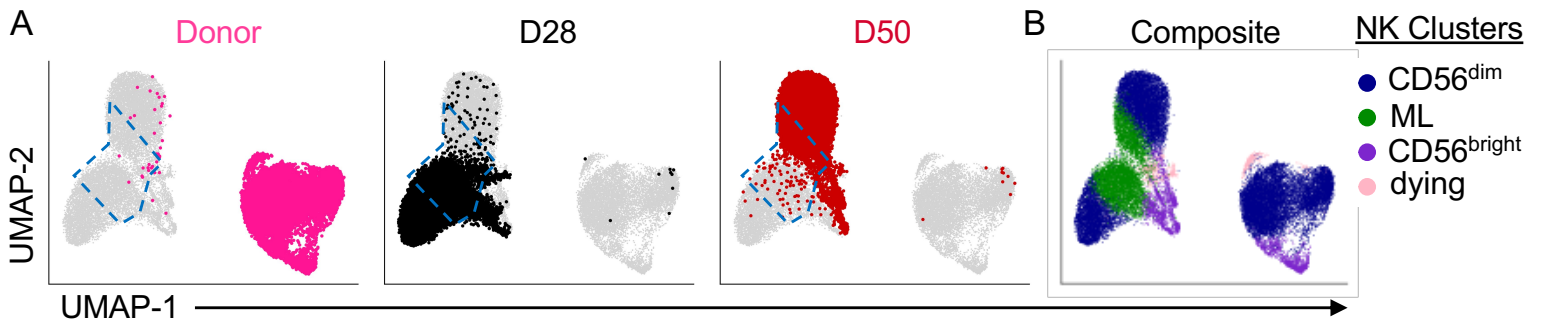 A
Donor
D28
D50
B
Composite
NK Clusters
CD56dim
ML
CD56bright
dying
UMAP-2
UMAP-1